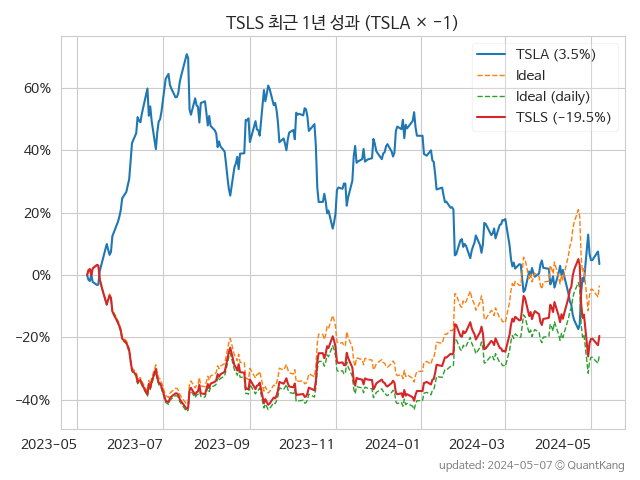 TSLS 최근 1년 성과 (TSLA × −1)
TSLA (3.5%)
Ideal
Ideal (daily)
TSLS (−19.5%)
60%
40%
20%
0%
−20%
−40%
2023-05
2023-07
2023-09
2023-11
2024-01
2024-03
2024-05
updated: 2024-05-07 ⓒ QuantKang